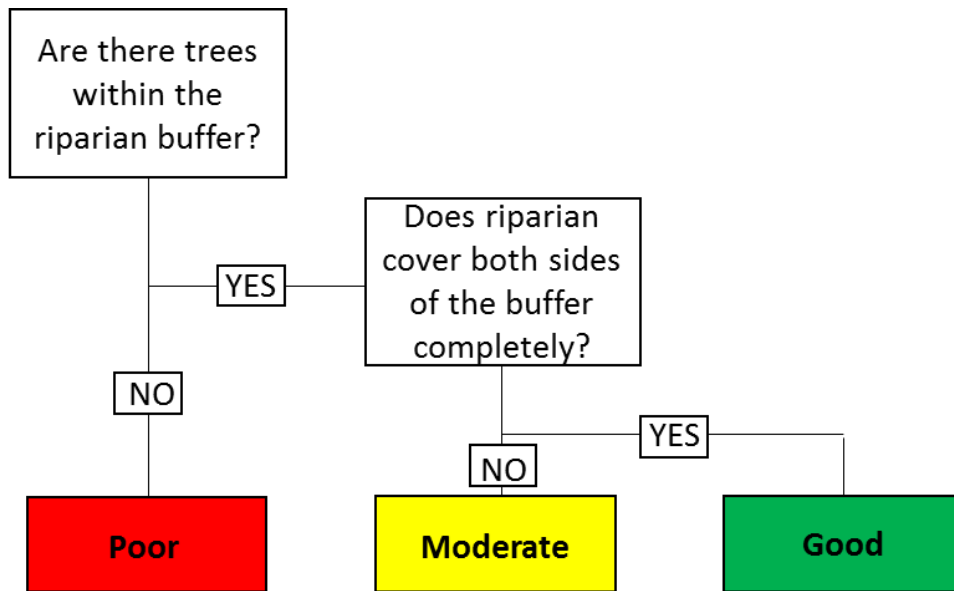 Are there trees
within the
riparian buffer?
Does riparian
cover both sides
of the buffer
completely?
YES
NO
YES
NO
Poor
Moderate
Good